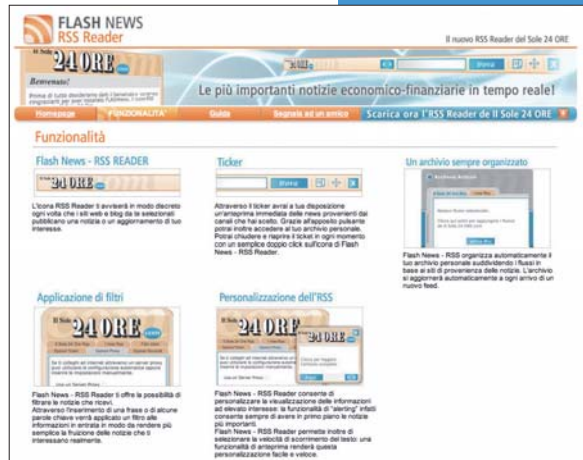 FLASH NEWS
RSS Reader
Il nuovo RSS Reader del Sole 24 ORE
Il Sole
24 ORE .com
Benvenuto!
Le più importanti notizie economico-finanziarie in tempo reale!
Homepage FUNZIONALITA' Guida Segnala ad un amico Scarica ora l'RSS Reader de Il Sole 24 ORE
Funzionalità
Flash News - RSS READER
24 ORE
L'icona RSS Reader ti avviserà in modo discreto
ogni volta che i siti web e blog da te selezionati
pubblicano una notizia o un aggiornamento di tuo
interesse.
Ticker
Attraverso il ticker avrai a tua disposizione
un'anteprima immediata delle news provenienti dai
canali che hai scelto. Grazie all'apposito pulsante
potrai inoltre accedere al tuo archivio personale.
Potrai chiudere e riaprire il ticket in ogni momento
con un semplice doppio click sull'icona di Flash
News - RSS Reader.
Un archivio sempre organizzato
Flash News - RSS organizza automaticamente il
tuo archivio personale suddividendo i flussi in
base ai siti di provenienza delle notizie. L'archivio
si aggiornerà automaticamente a ogni arrivo di un
nuovo feed.
Applicazione di filtri
Il Sole
24 ORE .com
Flash News - RSS Reader ti offre la possibilità di
filtrare le notizie che ricevi.
Attraverso l'inserimento di una frase o di alcune
parole chiave verrà applicato un filtro alle
informazioni in entrata in modo da rendere più
semplice la fruizione delle notizie che ti
interessano realmente.
Personalizzazione dell'RSS
Il Sole
24 ORE
24 ORE
Flash News - RSS Reader consente di
personalizzare la visualizzazione delle informazioni
ad elevato interesse: la funzionalità di "alerting" infatti
consente sempre di avere in primo piano le notizie
più importanti.
Flash News - RSS Reader permette inoltre di
selezionare la velocità di scorrimento del testo: una
funzionalità di anteprima renderà questa
personalizzazione facile e veloce.